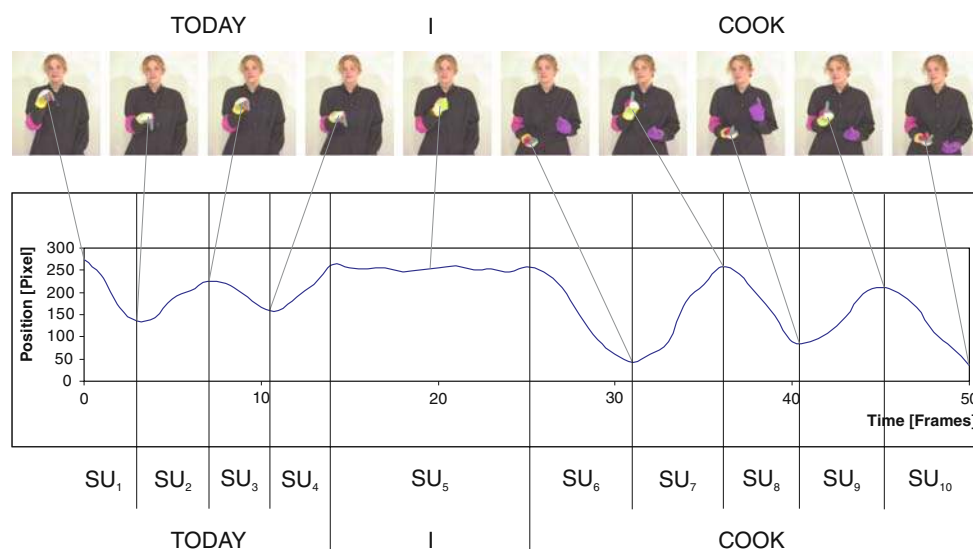 TODAY I COOK
Position [Pixel]
300
250
200
150
100
50
0
0 10 20 30 40 50
Time [Frames]
SU₁ SU₂ SU₃ SU₄ SU₅ SU₆ SU₇ SU₈ SU₉ SU₁₀
TODAY I COOK